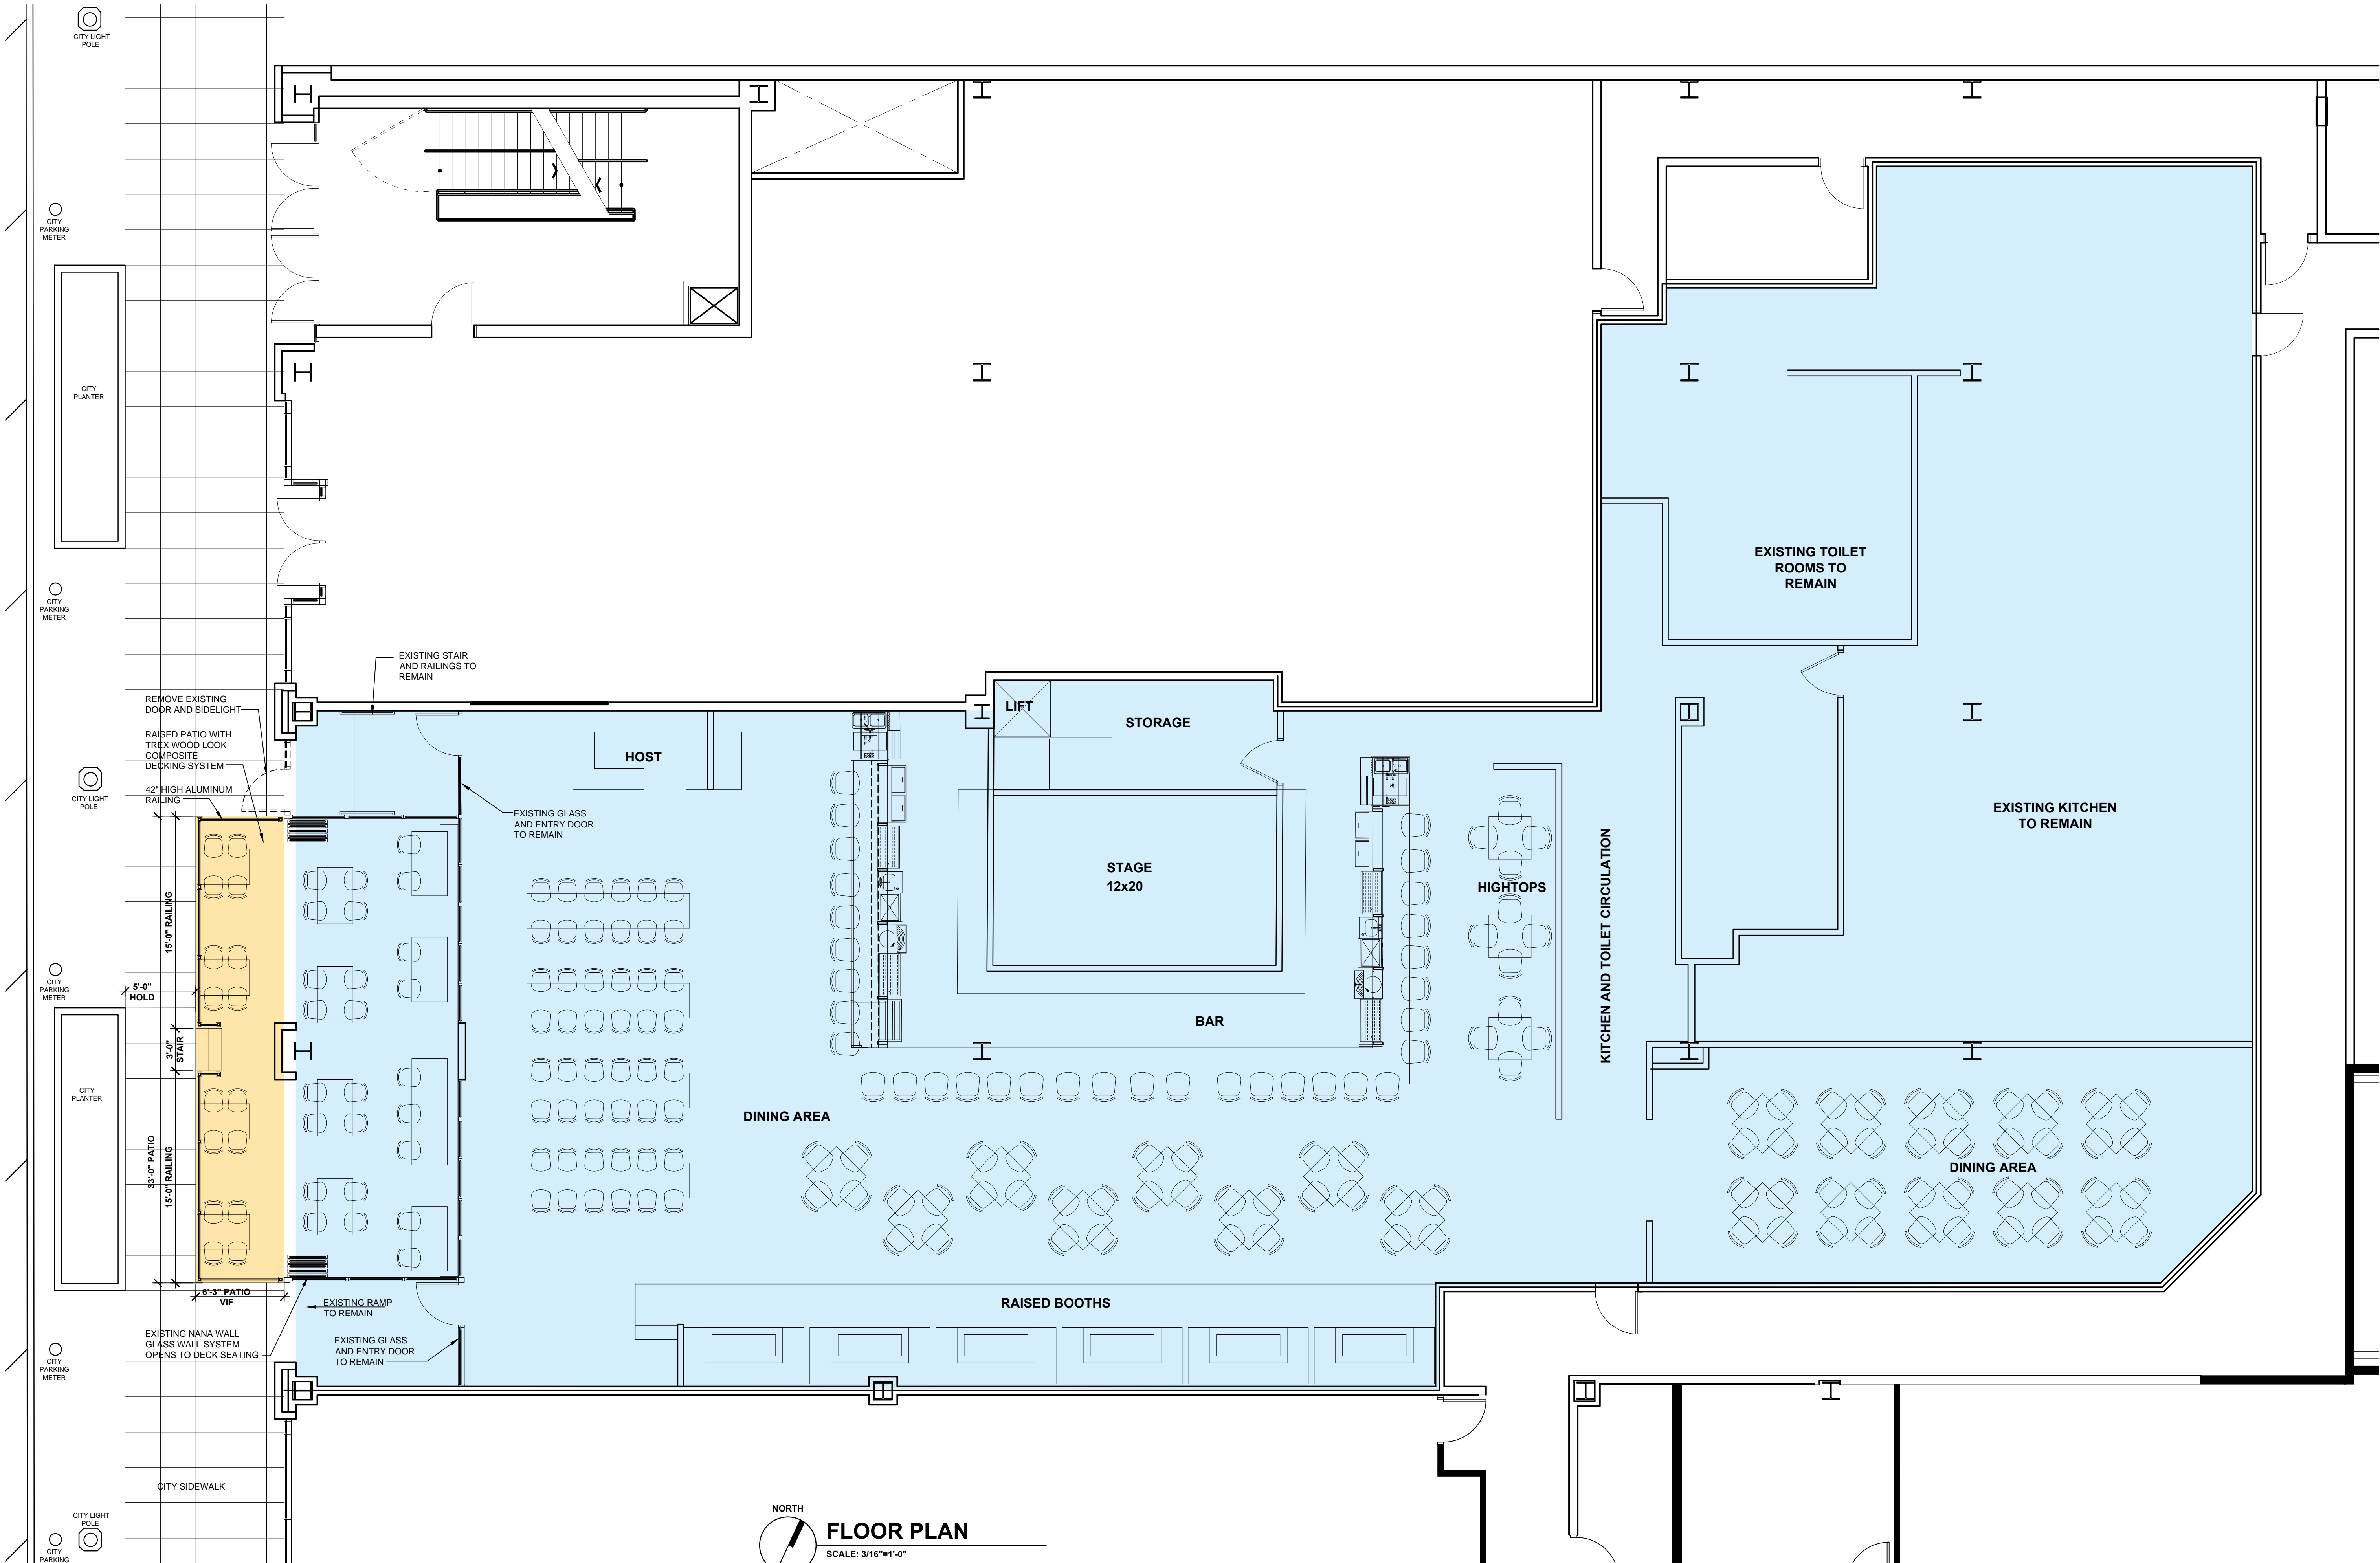 CITY LIGHT
POLE
CITY
PARKING
METER
CITY
PLANTER
CITY
PARKING
METER
EXISTING STAIR
AND RAILINGS TO
REMAIN
REMOVE EXISTING
DOOR AND SIDELIGHT
RAISED PATIO WITH
TREX WOOD LOOK
COMPOSITE
DECKING SYSTEM
42" HIGH ALUMINUM
RAILING
CITY LIGHT
POLE
EXISTING TOILET
ROOMS TO
REMAIN
LIFT
STORAGE
HOST
EXISTING GLASS
AND ENTRY DOOR
TO REMAIN
STAGE
12x20
HIGHTOPS
KITCHEN AND TOILET CIRCULATION
EXISTING KITCHEN
TO REMAIN
15'-0" RAILING
CITY
PARKING
METER
5'-0"
HOLD
3'-0"
STAIR
BAR
CITY
PLANTER
33'-0" PATIO
15'-0" RAILING
DINING AREA
DINING AREA
6'-3" PATIO
VIF
EXISTING RAMP
TO REMAIN
RAISED BOOTHS
EXISTING NANA WALL
GLASS WALL SYSTEM
OPENS TO DECK SEATING
EXISTING GLASS
AND ENTRY DOOR
TO REMAIN
CITY
PARKING
METER
CITY SIDEWALK
CITY LIGHT
POLE
CITY
PARKING
NORTH
FLOOR PLAN
SCALE: 3/16"=1'-0"